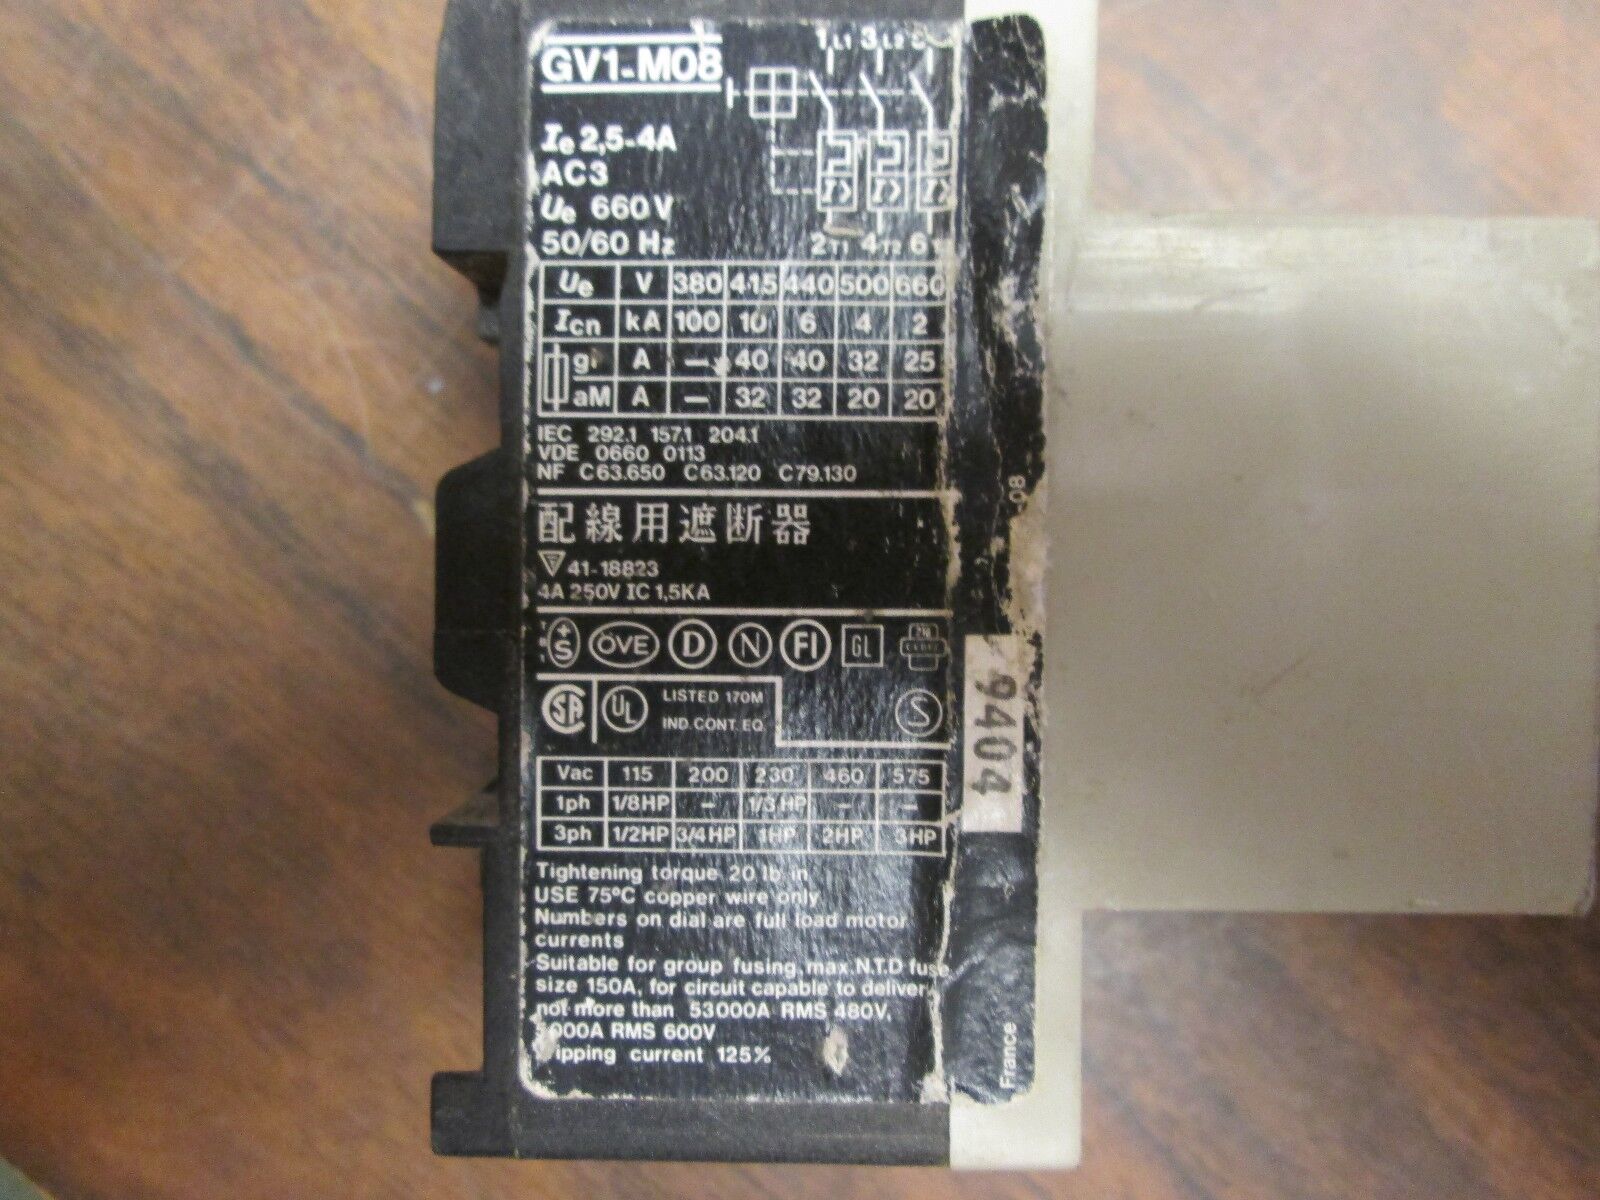 GV1-M08
1 L1 3 L2 5
Ie 2,5-4A
AC3
Ue 660V
50/60 Hz
2 T1 4 T2 6
Ue V 380 415 440 500 660
Icn kA 100 10 6 4 2
gI A — 40 40 32 25
aM A — 32 32 20 20
IEC 292.1 157.1 204.1
VDE 0660 0113
NF C63.650 C63.120 C79.130
配線用遮断器
41-18823
4A 250V IC 1,5KA
+S ÖVE D N FI GL
SA UL LISTED 170M
IND. CONT. EQ
S
Vac 115 200 230 460 575
1ph 1/8HP - 1/3 HP - -
3ph 1/2HP 3/4HP 1HP 2HP 3HP
Tightening torque 20 lb in
USE 75°C copper wire only
Numbers on dial are full load motor
currents
Suitable for group fusing, max. N.T.D fuse
size 150A, for circuit capable to deliver
not more than 53000A RMS 480V,
000A RMS 600V
ipping current 125%
08
9404
France